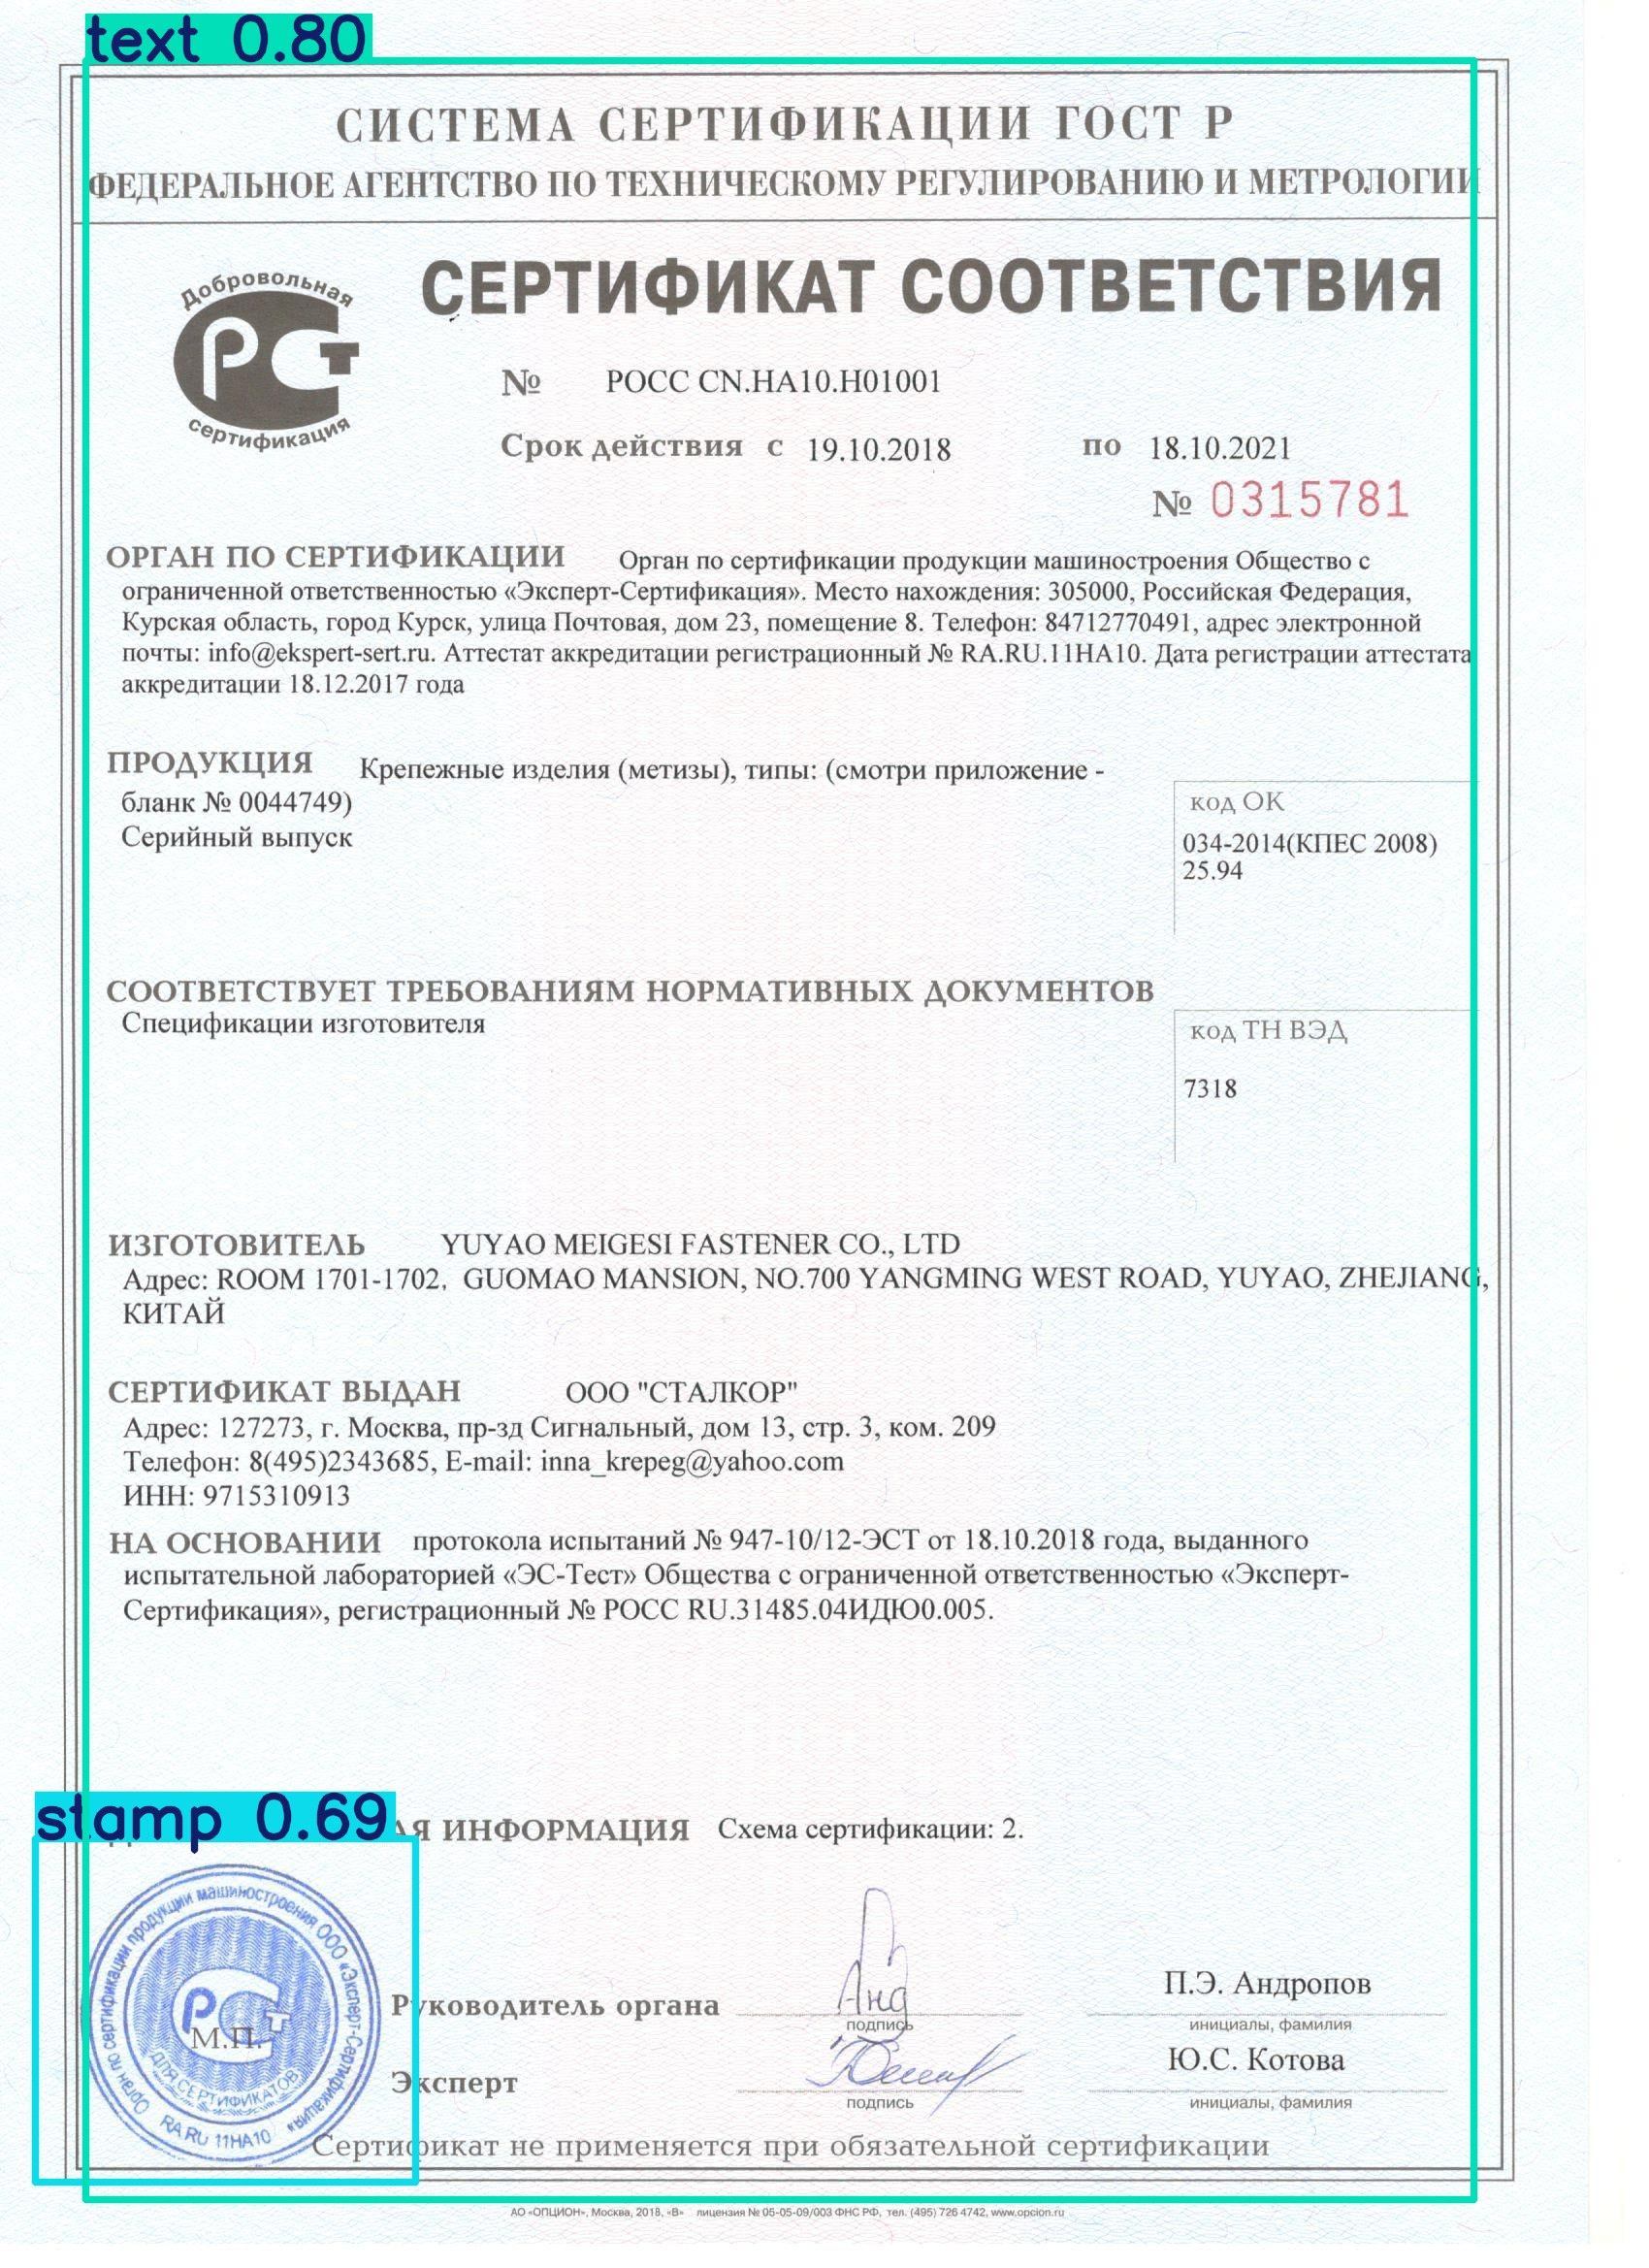 text 0.80
СИСТЕМА СЕРТИФИКАЦИИ ГОСТ Р
ФЕДЕРАЛЬНОЕ АГЕНТСТВО ПО ТЕХНИЧЕСКОМУ РЕГУЛИРОВАНИЮ И МЕТРОЛОГИИ
Добровольная
РСТ
сертификация
СЕРТИФИКАТ СООТВЕТСТВИЯ
№ РОСС CN.НА10.Н01001
Срок действия с 19.10.2018 по 18.10.2021
№ 0315781
ОРГАН ПО СЕРТИФИКАЦИИ Орган по сертификации продукции машиностроения Общество с
ограниченной ответственностью «Эксперт-Сертификация». Место нахождения: 305000, Российская Федерация,
Курская область, город Курск, улица Почтовая, дом 23, помещение 8. Телефон: 84712770491, адрес электронной
почты: info@ekspert-sert.ru. Аттестат аккредитации регистрационный № RA.RU.11НА10. Дата регистрации аттестата
аккредитации 18.12.2017 года
ПРОДУКЦИЯ Крепежные изделия (метизы), типы: (смотри приложение -
бланк № 0044749)
Серийный выпуск
код ОК
034-2014(КПЕС 2008)
25.94
СООТВЕТСТВУЕТ ТРЕБОВАНИЯМ НОРМАТИВНЫХ ДОКУМЕНТОВ
Спецификации изготовителя
код ТН ВЭД
7318
ИЗГОТОВИТЕЛЬ YUYAO MEIGESI FASTENER CO., LTD
Адрес: ROOM 1701-1702, GUOMAO MANSION, NO.700 YANGMING WEST ROAD, YUYAO, ZHEJIANG,
КИТАЙ
СЕРТИФИКАТ ВЫДАН ООО "СТАЛКОР"
Адрес: 127273, г. Москва, пр-зд Сигнальный, дом 13, стр. 3, ком. 209
Телефон: 8(495)2343685, E-mail: inna_krepeg@yahoo.com
ИНН: 9715310913
НА ОСНОВАНИИ протокола испытаний № 947-10/12-ЭСТ от 18.10.2018 года, выданного
испытательной лабораторией «ЭС-Тест» Общества с ограниченной ответственностью «Эксперт-
Сертификация», регистрационный № РОСС RU.31485.04ИДЮ0.005.
stamp 0.69
ИНФОРМАЦИЯ Схема сертификации: 2.
Орган по сертификации продукции машиностроения ООО «Эксперт-Сертификация»
РСТ
М.П.
ДЛЯ СЕРТИФИКАТОВ
RA.RU 11НА10
Руководитель органа
подпись
П.Э. Андропов
инициалы, фамилия
Эксперт
подпись
Ю.С. Котова
инициалы, фамилия
Сертификат не применяется при обязательной сертификации
АО «ОПЦИОН», Москва, 2018, «В» лицензия № 05-05-09/003 ФНС РФ, тел. (495) 726 4742, www.opcion.ru